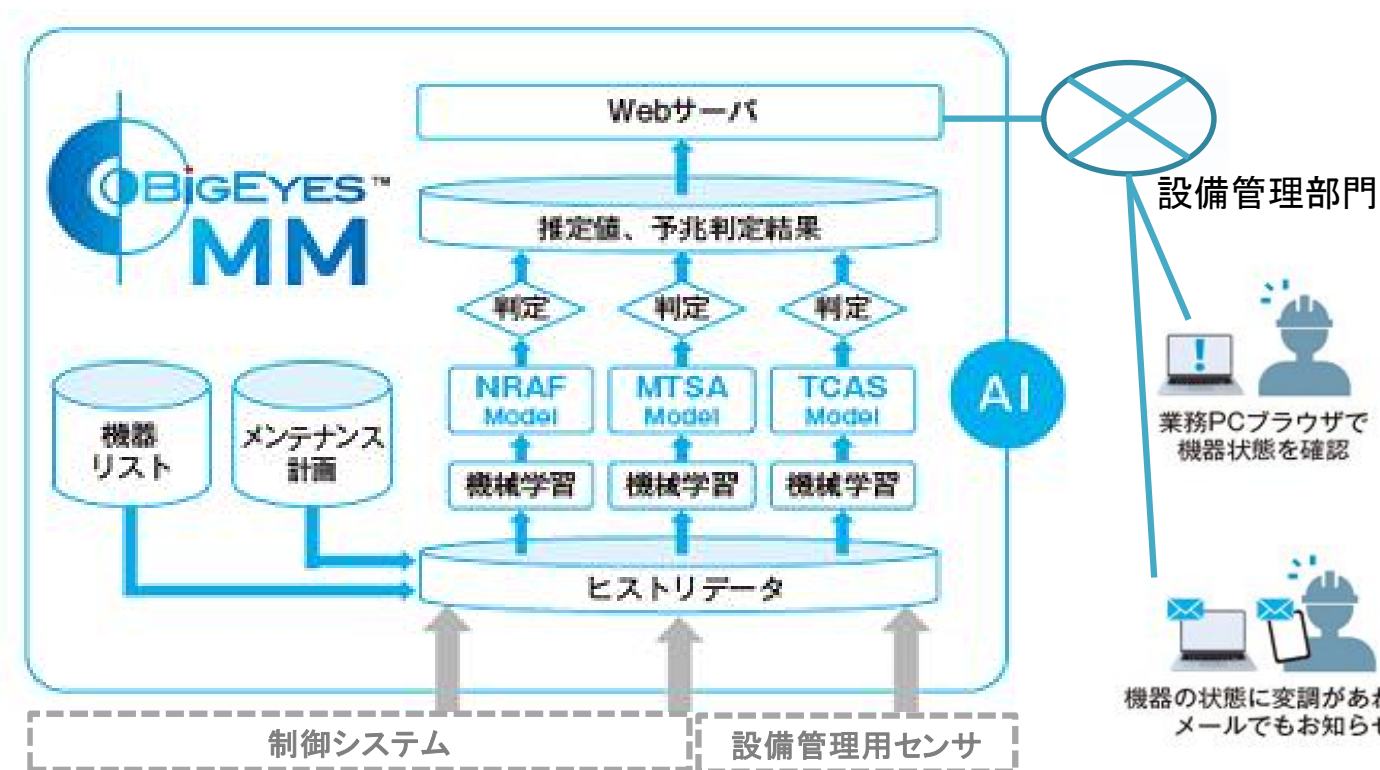 BiGEYES™
MM
Webサーバ
推定値、予兆判定結果
判定
判定
判定
NRAF
Model
MTSA
Model
TCAS
Model
機械学習
機械学習
機械学習
機器
リスト
メンテナンス
計画
ヒストリデータ
AI
制御システム
設備管理用センサ
設備管理部門
業務PCブラウザで
機器状態を確認
機器の状態に変調があ
メールでもお知らせ